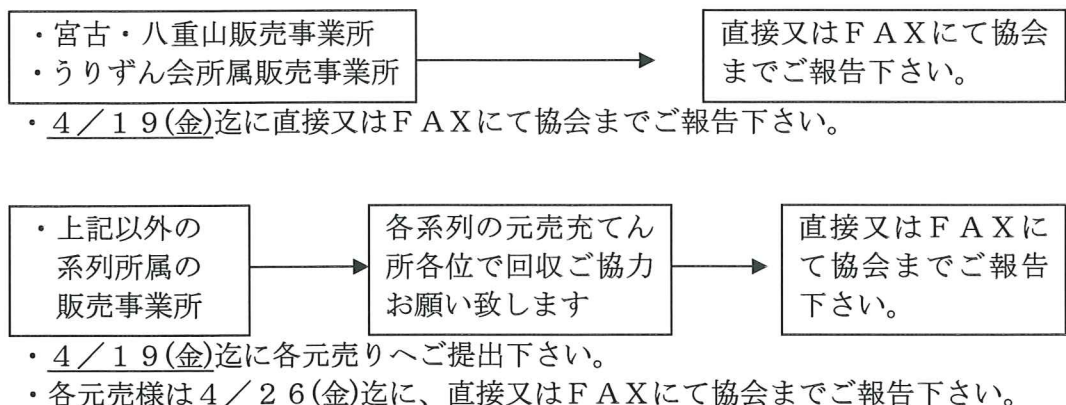 ・宮古・八重山販売事業所
・うりずん会所属販売事業所
直接又はＦＡＸにて協会
までご報告下さい。
・４／１９(金)迄に直接又はＦＡＸにて協会までご報告下さい。
・上記以外の
系列所属の
販売事業所
各系列の元売充てん
所各位で回収ご協力
お願い致します
直接又はＦＡＸに
て協会までご報告
下さい。
・４／１９(金)迄に各元売りへご提出下さい。
・各元売様は４／２６(金)迄に、直接又はＦＡＸにて協会までご報告下さい。